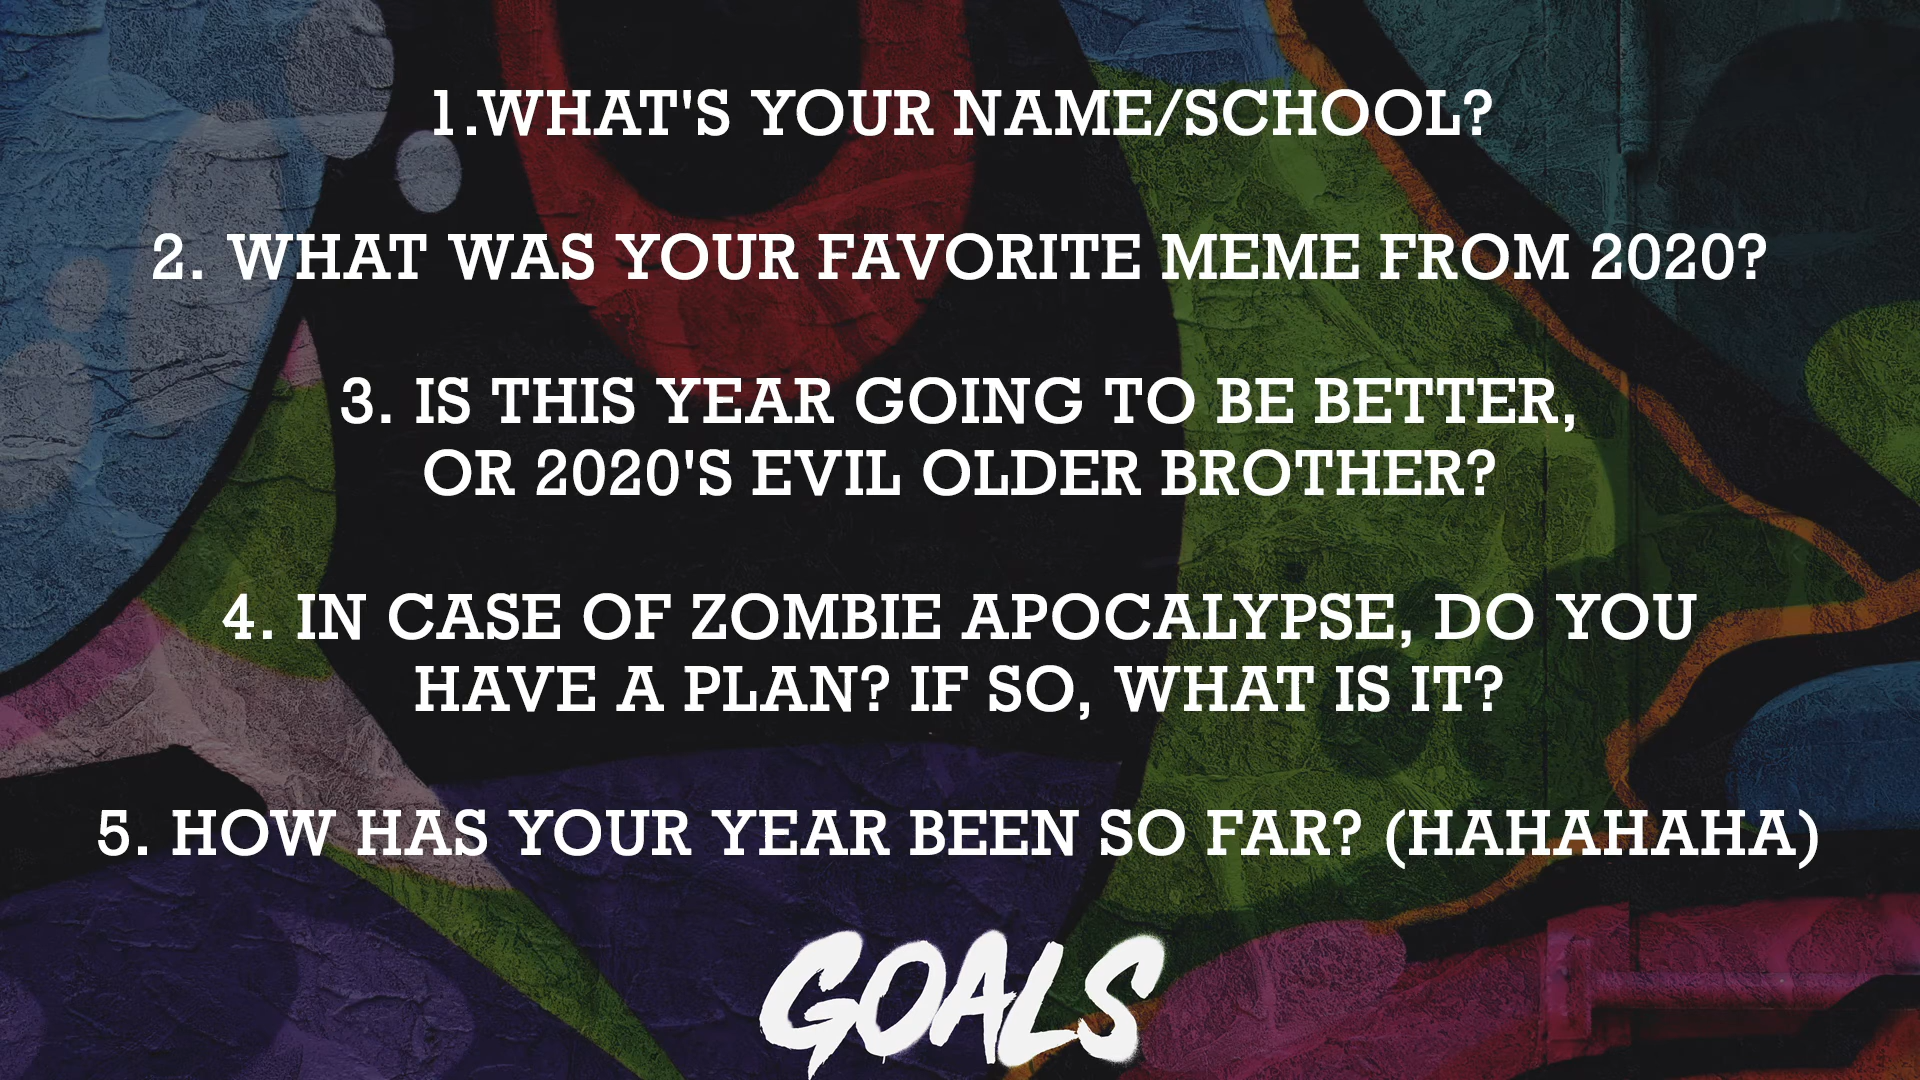 1.WHAT'S YOUR NAME/SCHOOL?
2. WHAT WAS YOUR FAVORITE MEME FROM 2020?
3. IS THIS YEAR GOING TO BE BETTER,
OR 2020'S EVIL OLDER BROTHER?
4. IN CASE OF ZOMBIE APOCALYPSE, DO YOU
HAVE A PLAN? IF SO, WHAT IS IT?
5. HOW HAS YOUR YEAR BEEN SO FAR? (HAHAHAHA)
GOALS